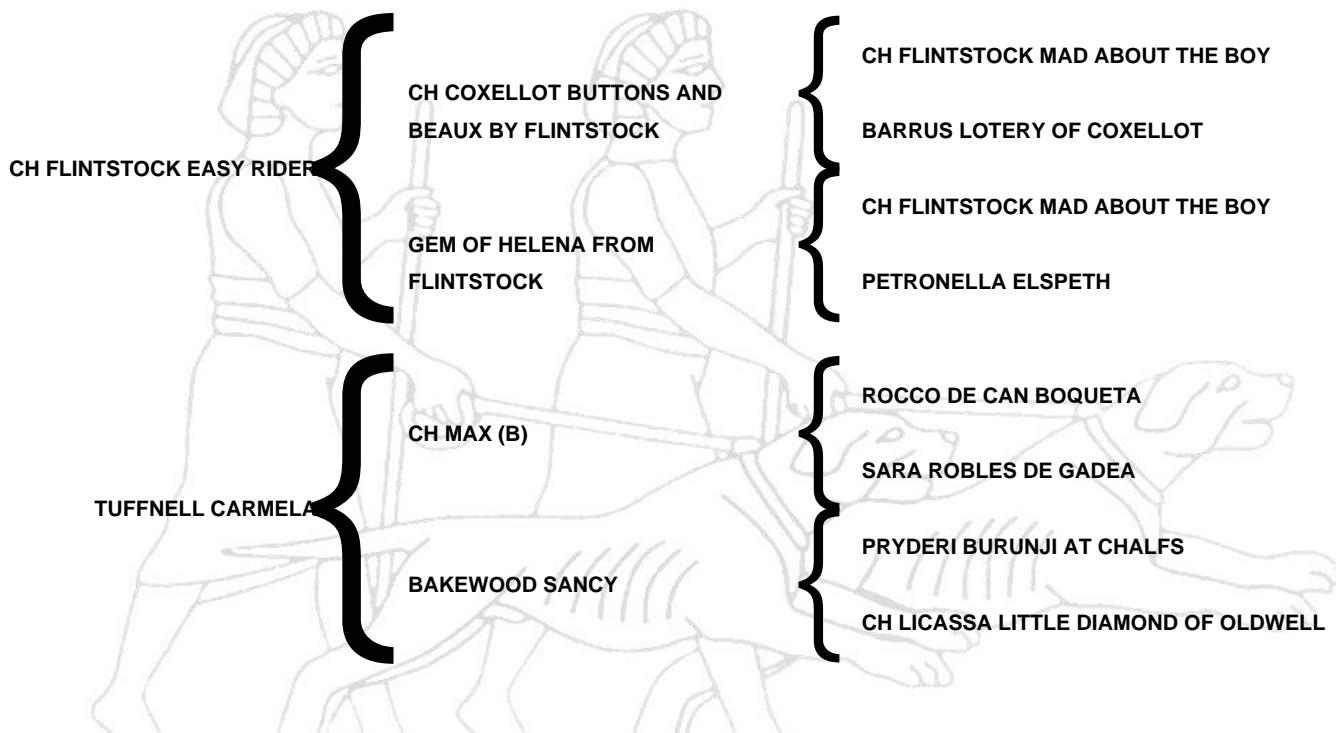 CH FLINTSTOCK EASY RIDER
CH COXELLOT BUTTONS AND
BEAUX BY FLINTSTOCK
CH FLINTSTOCK MAD ABOUT THE BOY
BARRUS LOTERY OF COXELLOT
GEM OF HELENA FROM
FLINTSTOCK
CH FLINTSTOCK MAD ABOUT THE BOY
PETRONELLA ELSPETH
TUFFNELL CARMELA
CH MAX (B)
ROCCO DE CAN BOQUETA
SARA ROBLES DE GADEA
BAKEWOOD SANCY
PRYDERI BURUNJI AT CHALFS
CH LICASSA LITTLE DIAMOND OF OLDWELL